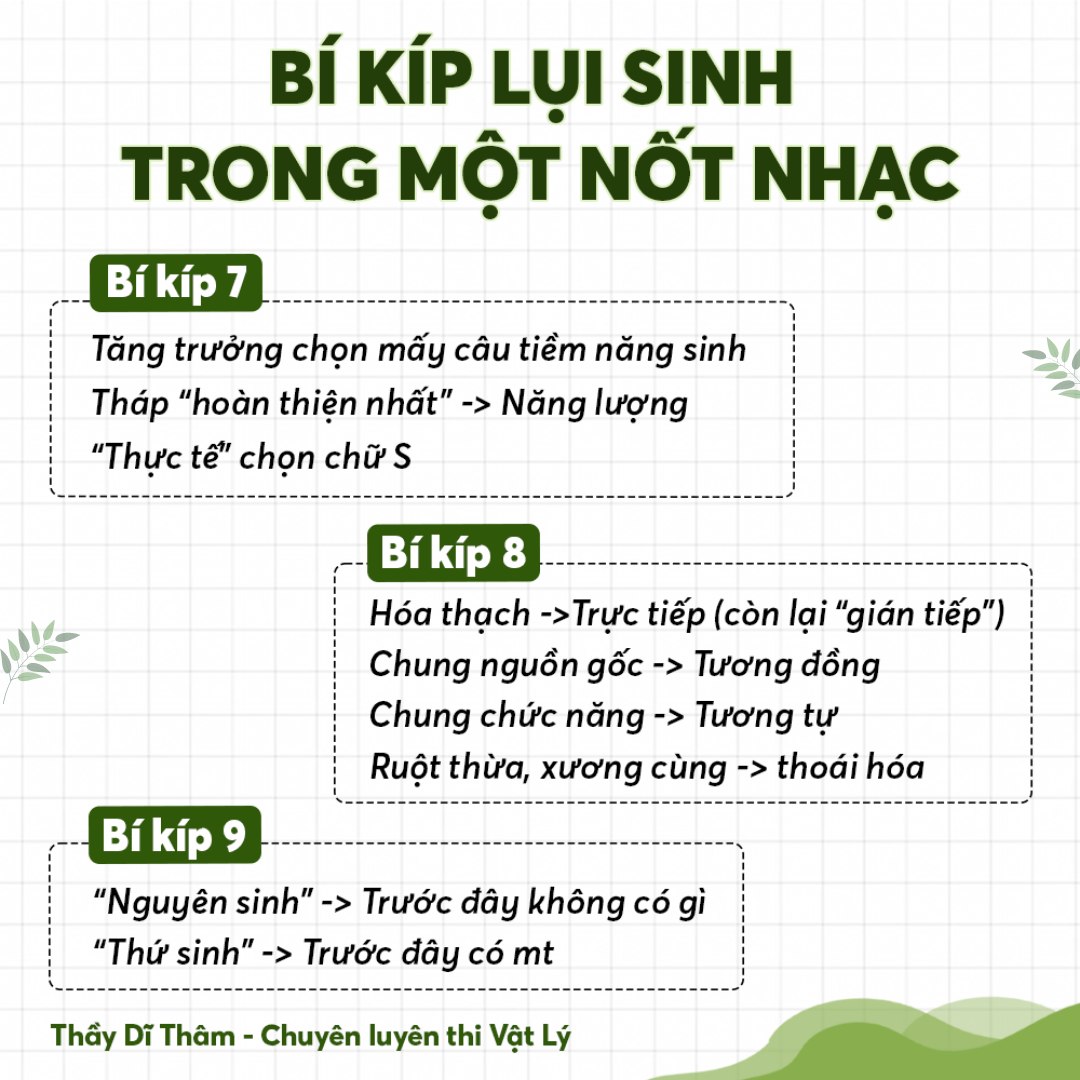 BÍ KÍP LỤI SINH
TRONG MỘT NỐT NHẠC
Bí kíp 7
Tăng trưởng chọn mấy câu tiềm năng sinh
Tháp “hoàn thiện nhất” -> Năng lượng
“Thực tế” chọn chữ S
Bí kíp 8
Hóa thạch ->Trực tiếp (còn lại “gián tiếp”)
Chung nguồn gốc -> Tương đồng
Chung chức năng -> Tương tự
Ruột thừa, xương cùng -> thoái hóa
Bí kíp 9
“Nguyên sinh” -> Trước đây không có gì
“Thứ sinh” -> Trước đây có mt
Thầy Dĩ Thâm - Chuyên luyên thi Vật Lý